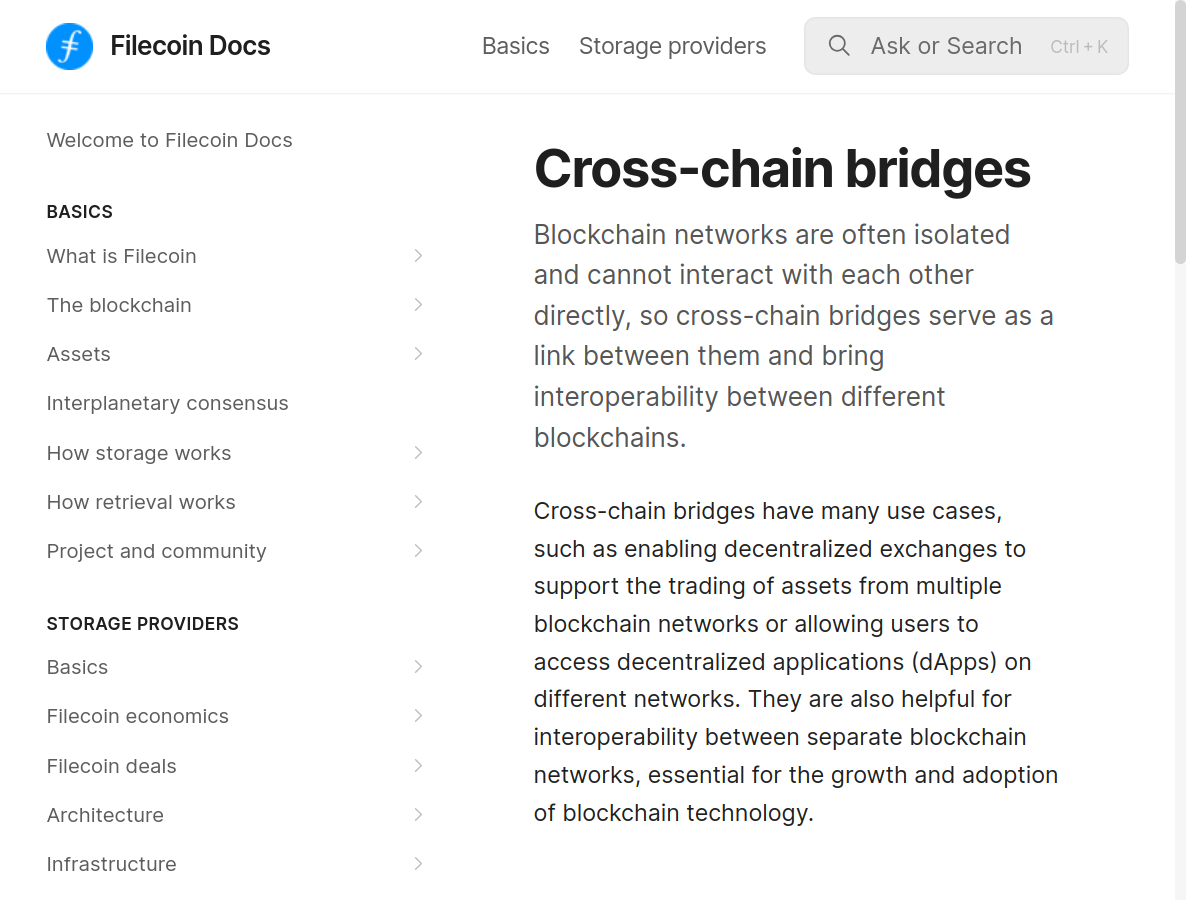 Filecoin Docs
Basics
Storage providers
Ask or Search
Ctrl + K
Welcome to Filecoin Docs
BASICS
What is Filecoin
The blockchain
Assets
Interplanetary consensus
How storage works
How retrieval works
Project and community
STORAGE PROVIDERS
Basics
Filecoin economics
Filecoin deals
Architecture
Infrastructure
Cross-chain bridges
Blockchain networks are often isolated
and cannot interact with each other
directly, so cross-chain bridges serve as a
link between them and bring
interoperability between different
blockchains.
Cross-chain bridges have many use cases,
such as enabling decentralized exchanges to
support the trading of assets from multiple
blockchain networks or allowing users to
access decentralized applications (dApps) on
different networks. They are also helpful for
interoperability between separate blockchain
networks, essential for the growth and adoption
of blockchain technology.